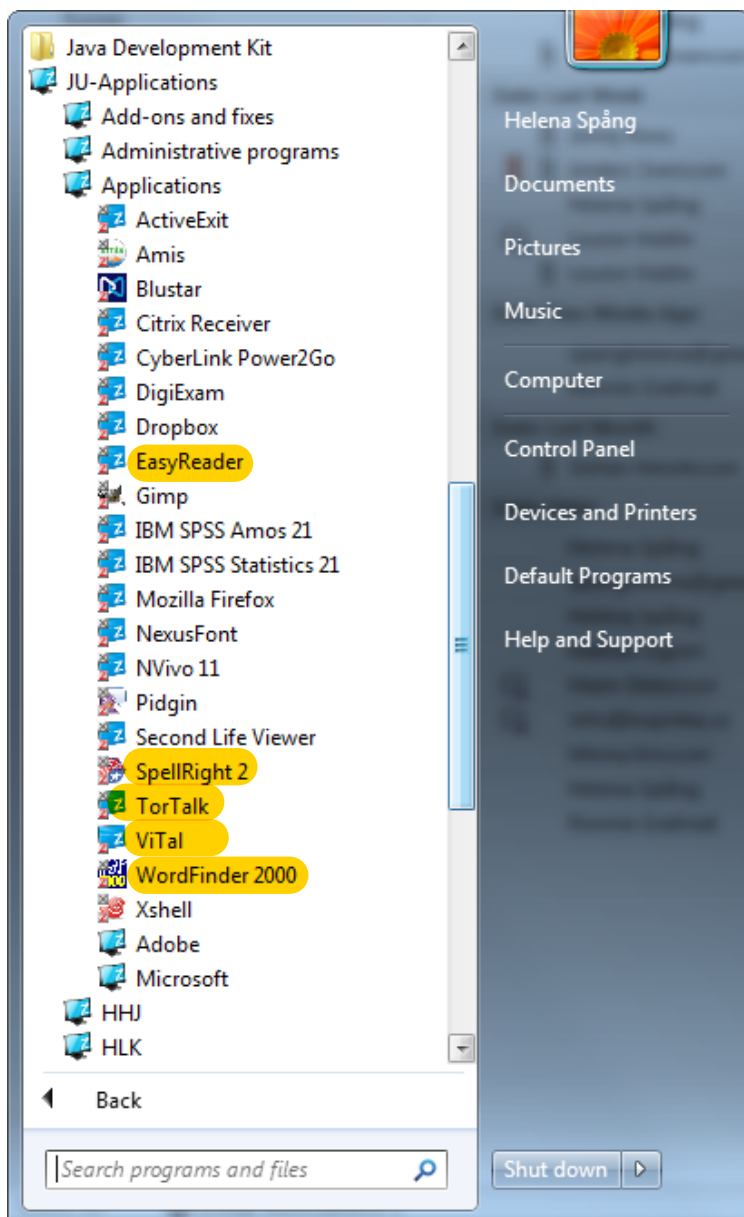 Java Development Kit
JU-Applications
Add-ons and fixes
Administrative programs
Applications
ActiveExit
Amis
Blustar
Citrix Receiver
CyberLink Power2Go
DigiExam
Dropbox
EasyReader
Gimp
IBM SPSS Amos 21
IBM SPSS Statistics 21
Mozilla Firefox
NexusFont
NVivo 11
Pidgin
Second Life Viewer
SpellRight 2
TorTalk
ViTal
WordFinder 2000
Xshell
Adobe
Microsoft
HHJ
HLK
Back
Search programs and files
Helena Spång
Documents
Pictures
Music
Computer
Control Panel
Devices and Printers
Default Programs
Help and Support
Shut down